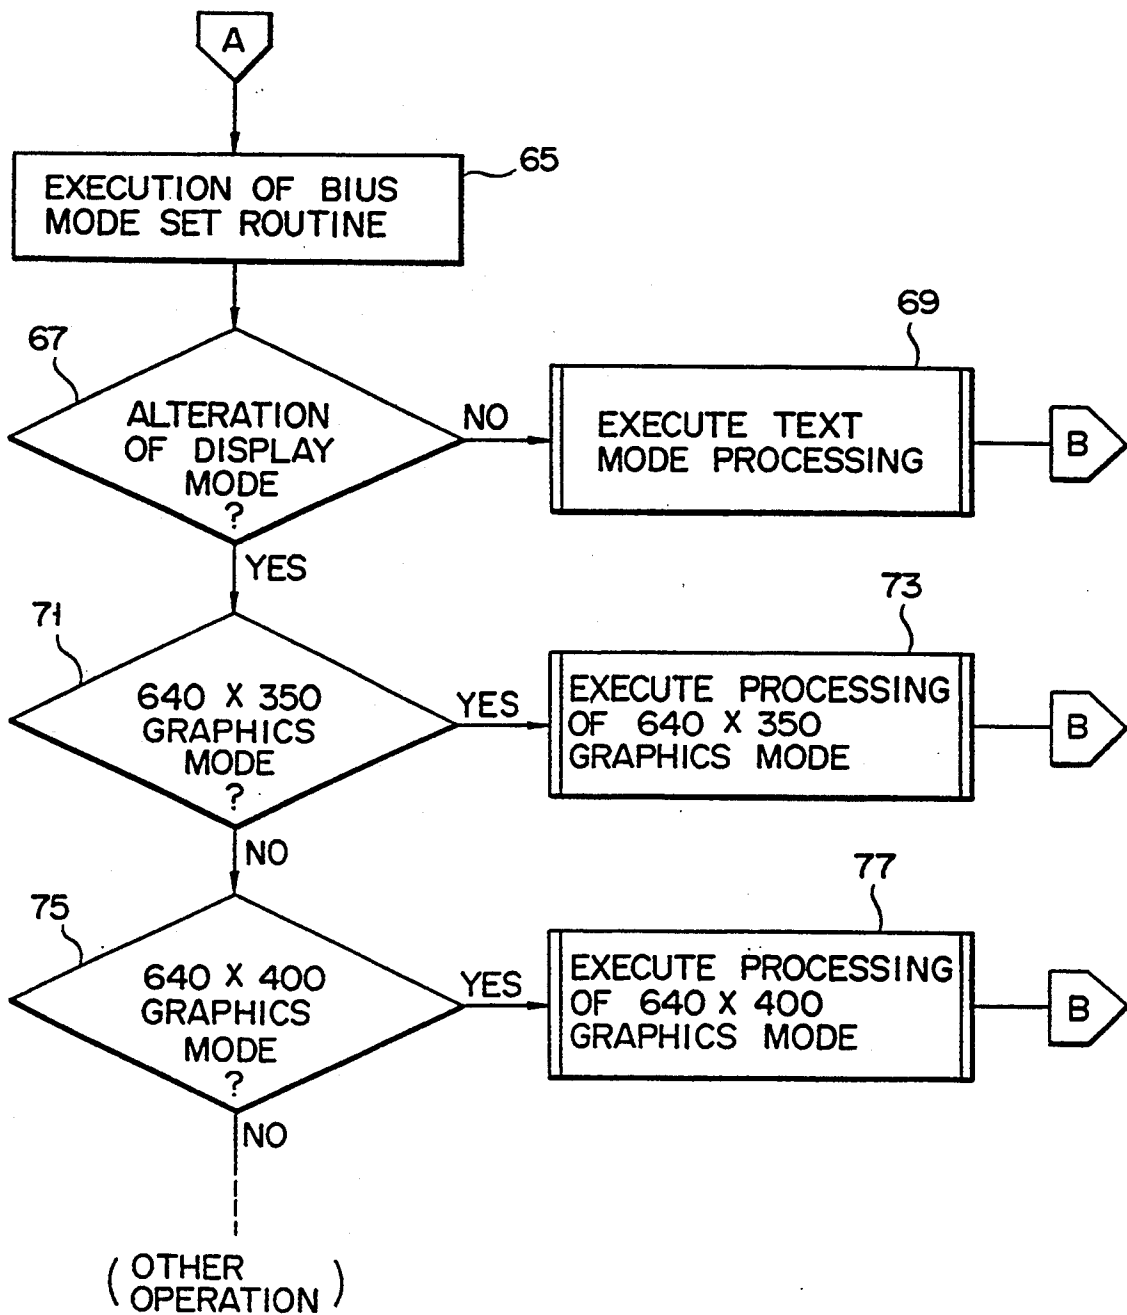 A
65
EXECUTION OF BIUS
MODE SET ROUTINE
67
ALTERATION
OF DISPLAY
MODE
?
NO
69
EXECUTE TEXT
MODE PROCESSING
B
YES
71
640 X 350
GRAPHICS
MODE
?
YES
73
EXECUTE PROCESSING
OF 640 X 350
GRAPHICS MODE
B
NO
75
640 X 400
GRAPHICS
MODE
?
YES
77
EXECUTE PROCESSING
OF 640 X 400
GRAPHICS MODE
B
NO
(OTHER
OPERATION)